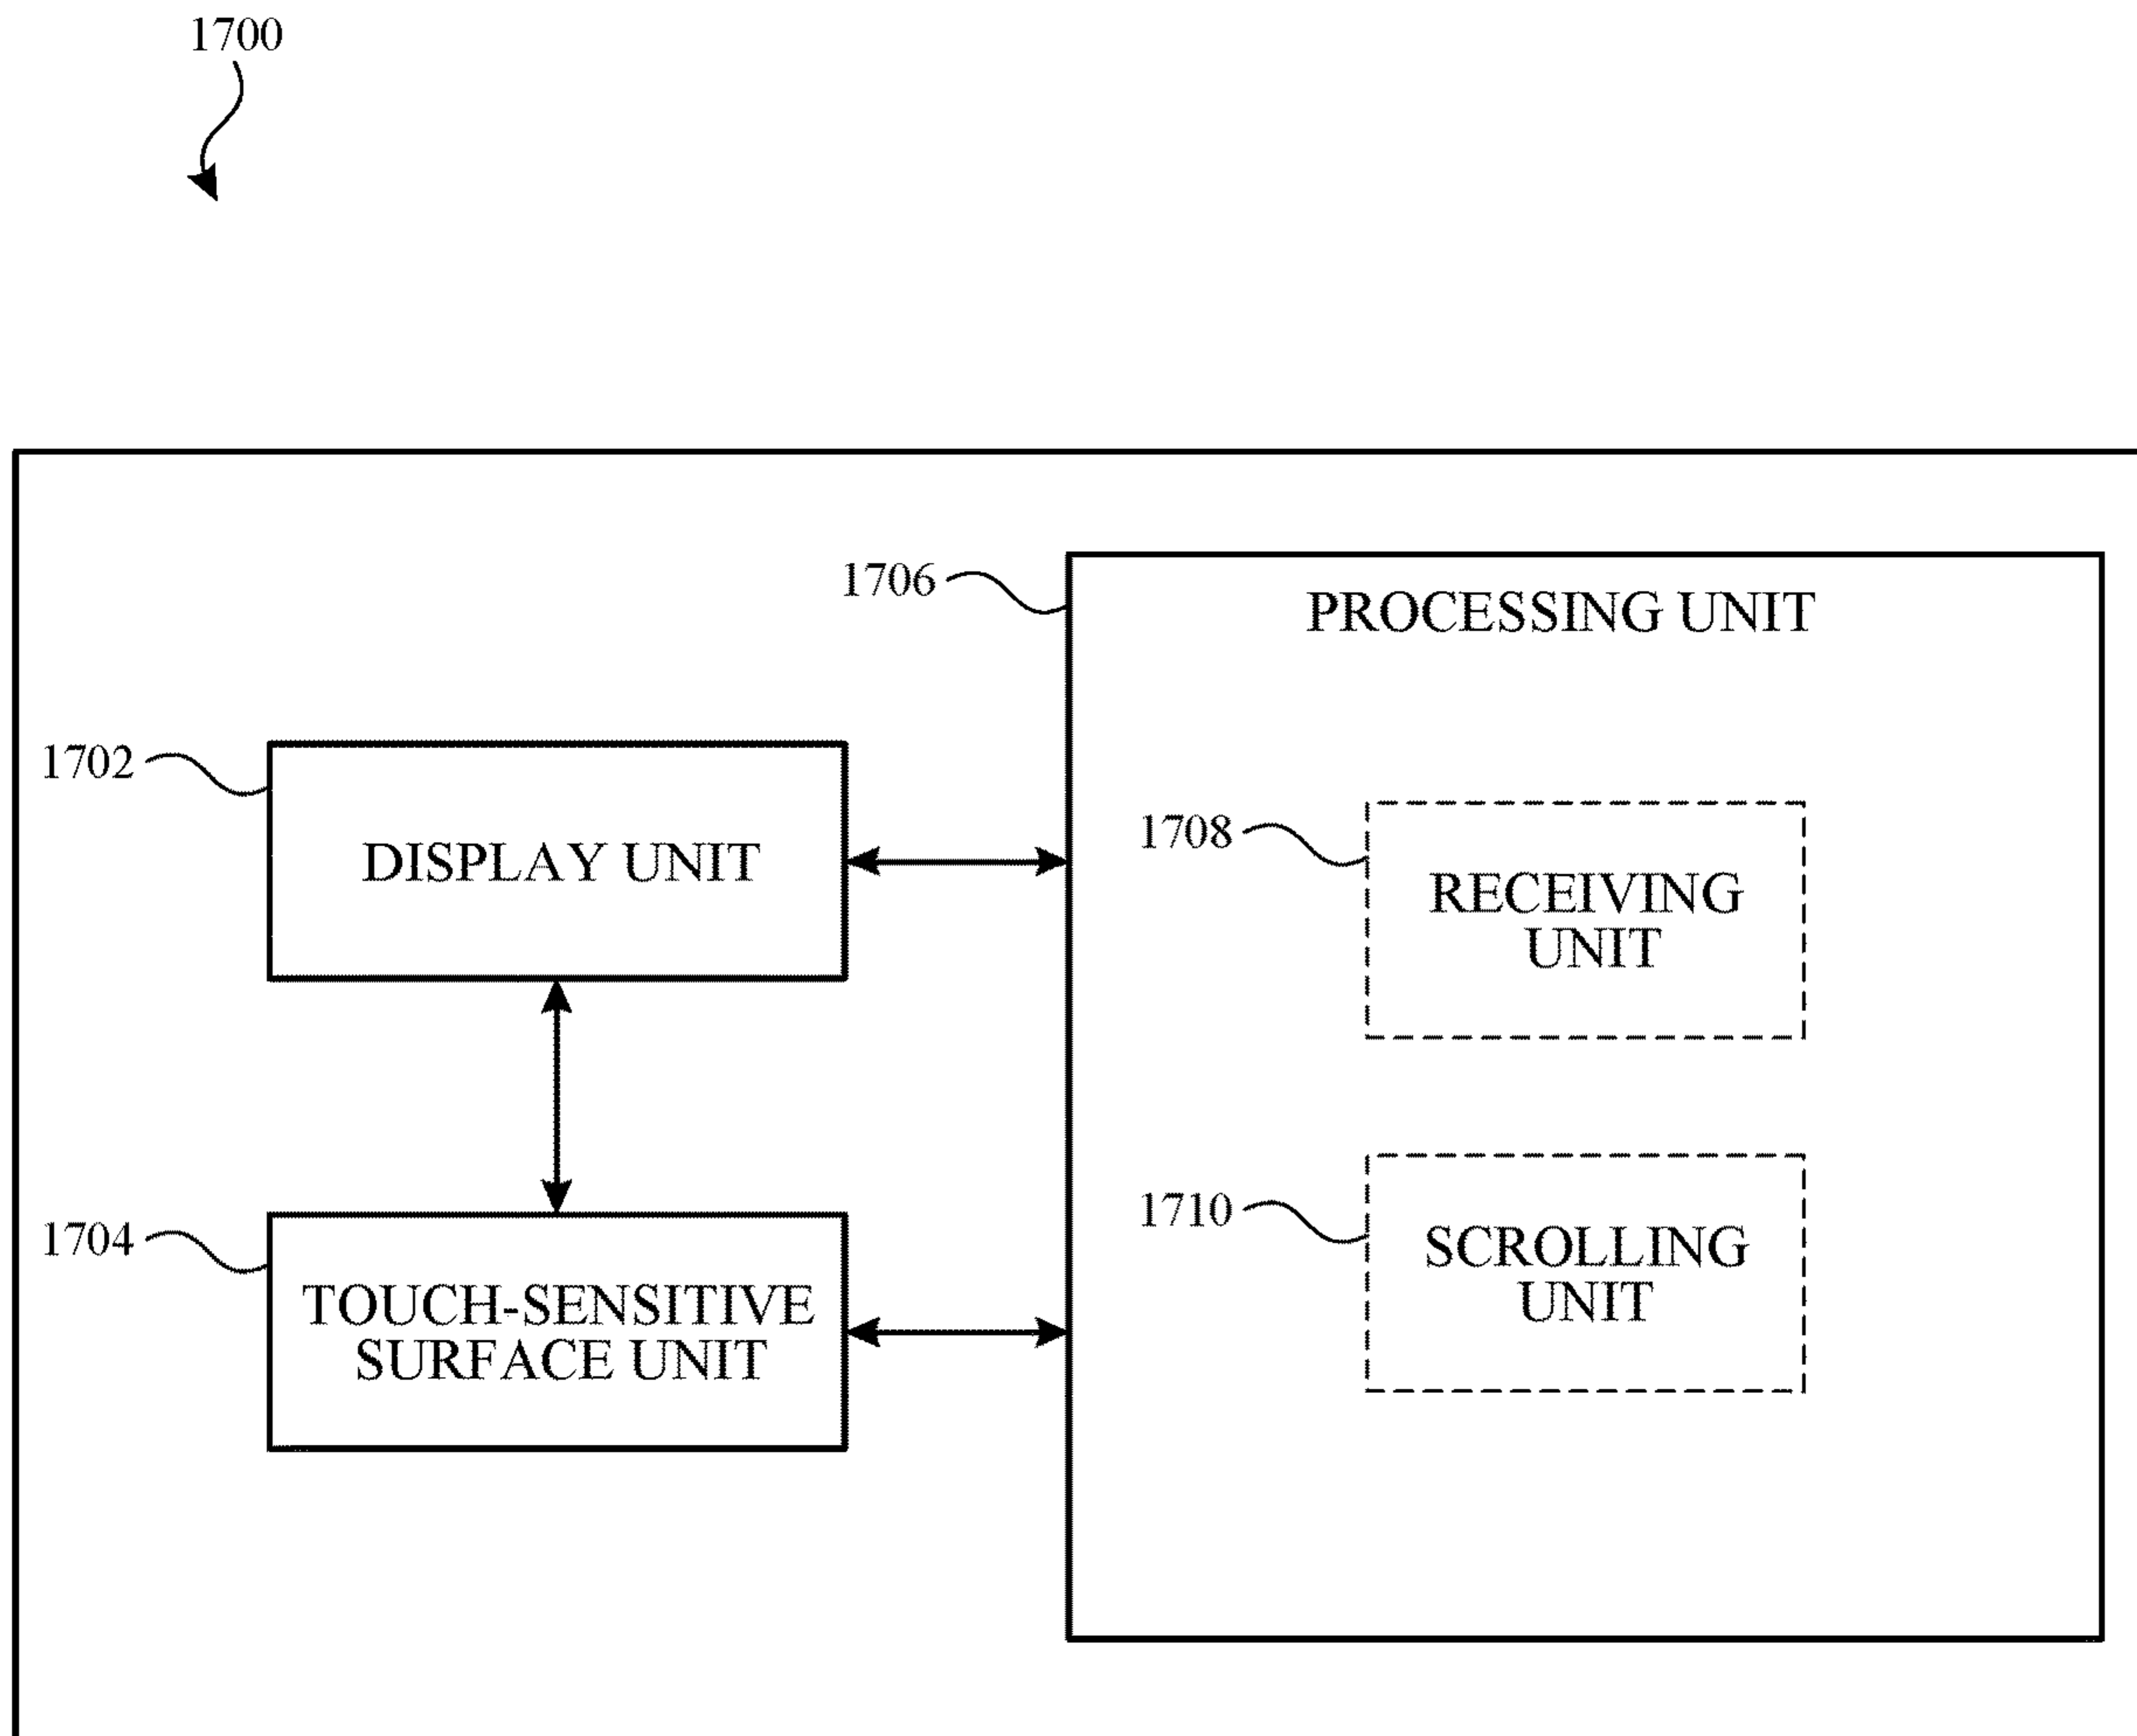 1700
1706
PROCESSING UNIT
1702
DISPLAY UNIT
1708
RECEIVING
UNIT
1704
TOUCH-SENSITIVE
SURFACE UNIT
1710
SCROLLING
UNIT